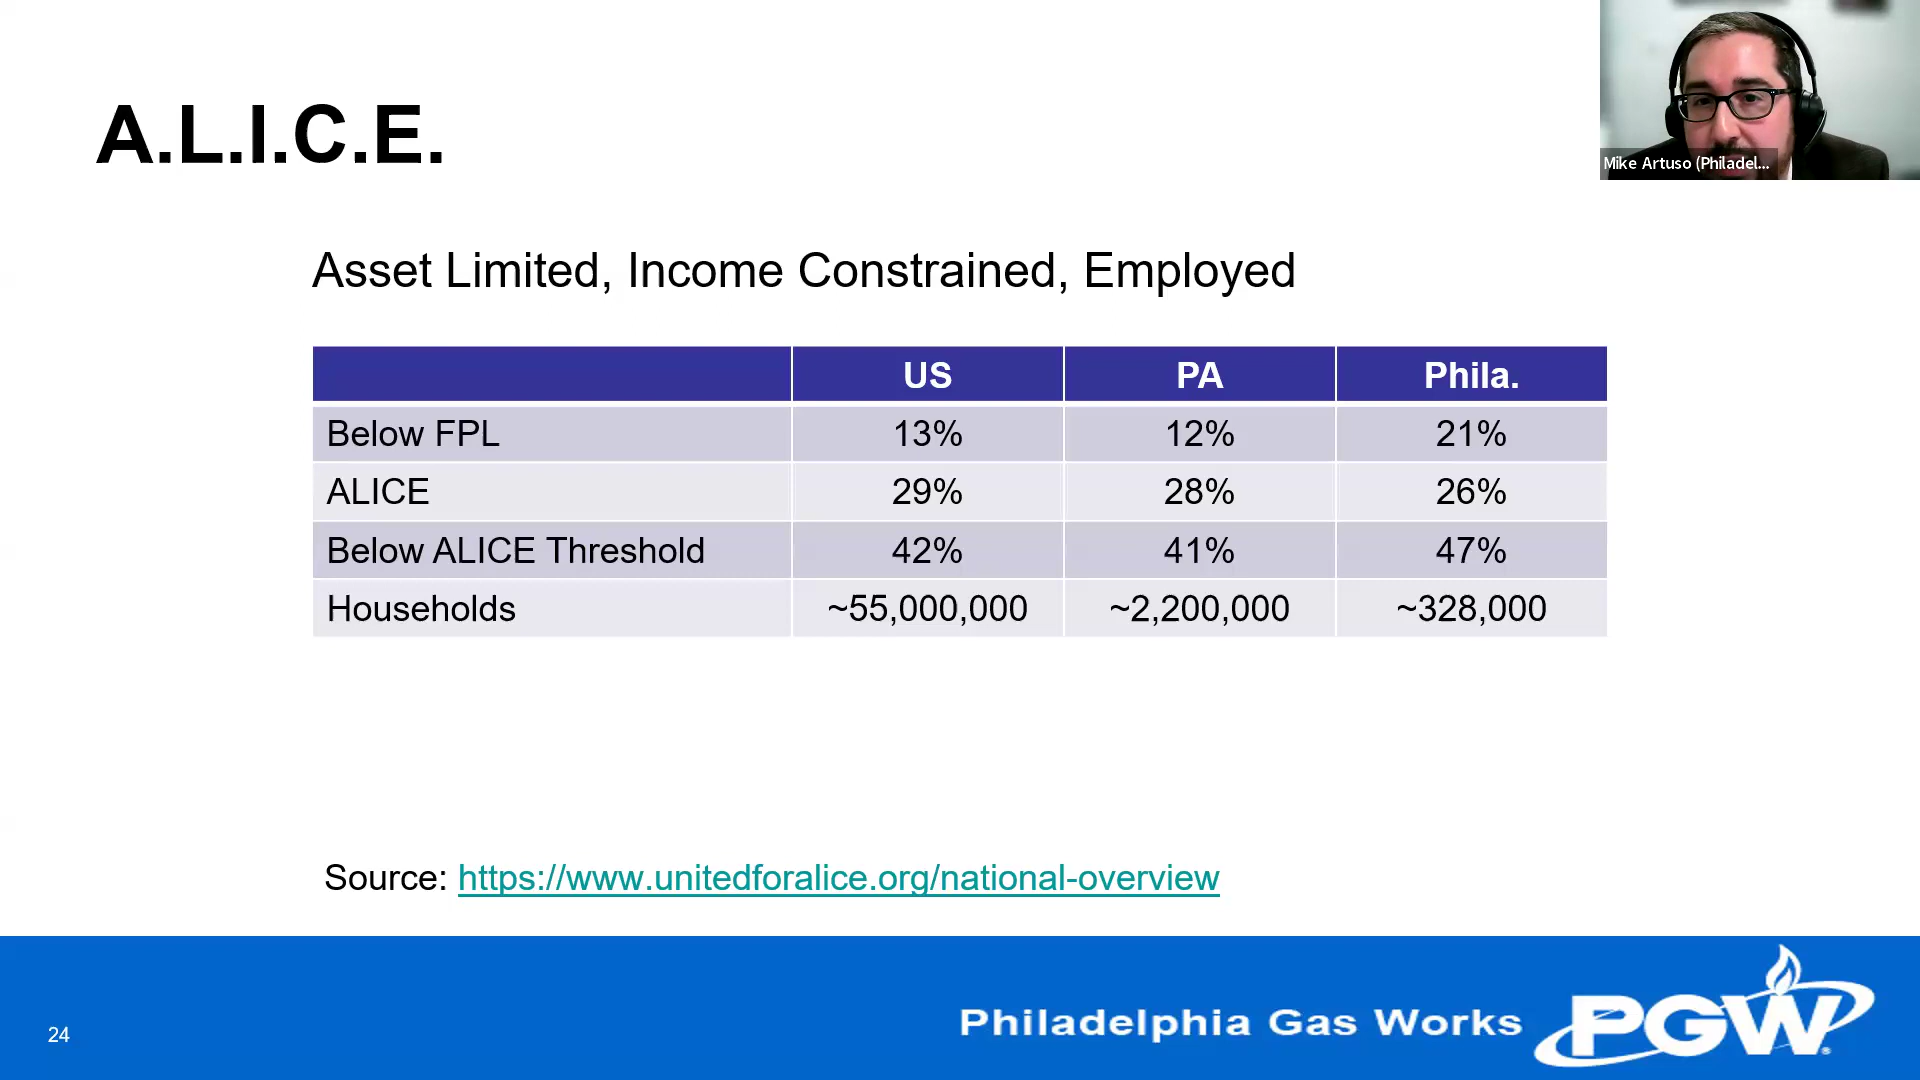 A.L.I.C.E.
Mike Artuso (Philadel...
Asset Limited, Income Constrained, Employed
US PA Phila.
Below FPL 13% 12% 21%
ALICE 29% 28% 26%
Below ALICE Threshold 42% 41% 47%
Households ~55,000,000 ~2,200,000 ~328,000
Source: https://www.unitedforalice.org/national-overview
24
Philadelphia Gas Works
PGW®